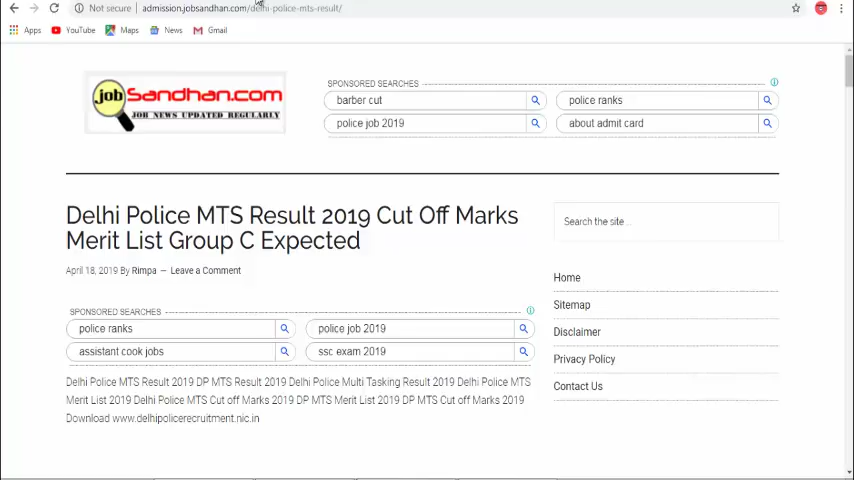 Not secure admission.jobsandhan.com/delhi-police-mts-result/
Apps YouTube Maps News Gmail
job Sandhan.com
JOB NEWS UPDATED REGULARLY
SPONSORED SEARCHES
barber cut
police ranks
police job 2019
about admit card
Delhi Police MTS Result 2019 Cut Off Marks
Merit List Group C Expected
April 18, 2019 By Rimpa — Leave a Comment
SPONSORED SEARCHES
police ranks
police job 2019
assistant cook jobs
ssc exam 2019
Delhi Police MTS Result 2019 DP MTS Result 2019 Delhi Police Multi Tasking Result 2019 Delhi Police MTS
Merit List 2019 Delhi Police MTS Cut off Marks 2019 DP MTS Merit List 2019 DP MTS Cut off Marks 2019
Download www.delhipolicerecruitment.nic.in
Search the site ...
Home
Sitemap
Disclaimer
Privacy Policy
Contact Us